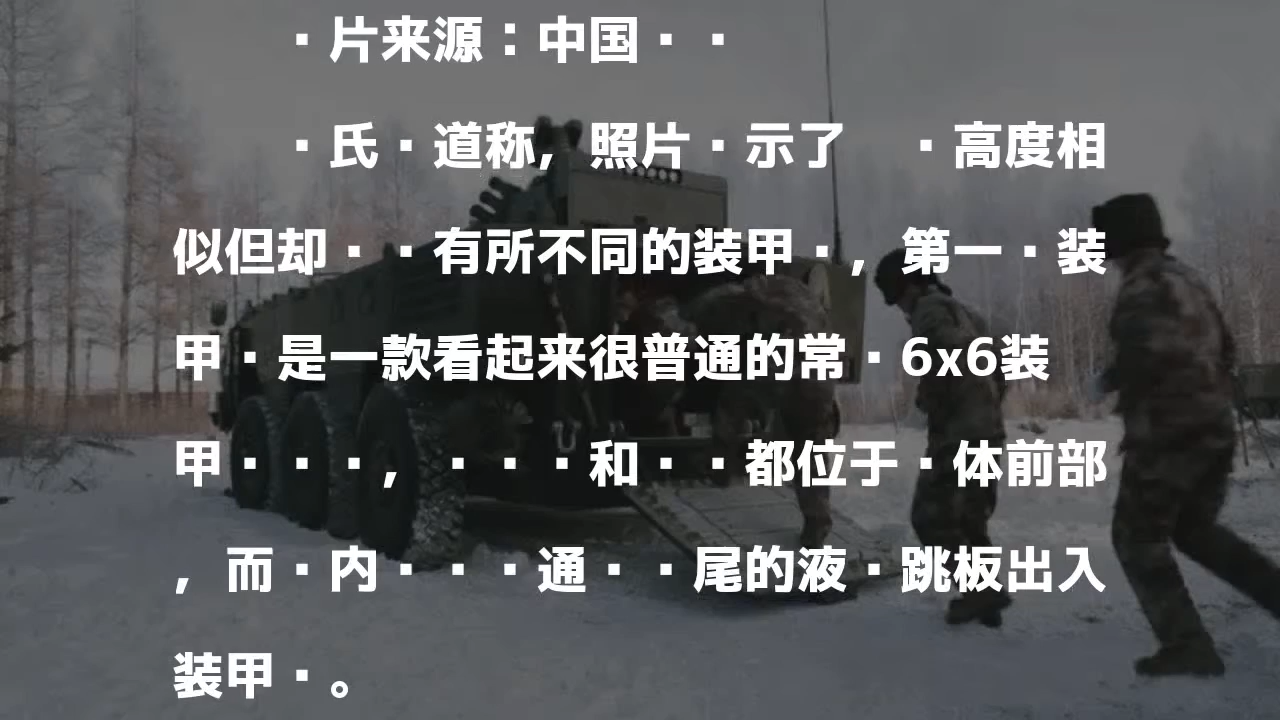 ·片来源：中国··
·氏·道称，照片·示了 ·高度相
似但却··有所不同的装甲·，第一·装
甲·是一款看起来很普通的常·6x6装
甲···，···和··都位于·体前部
，而·内···通··尾的液·跳板出入
装甲·。